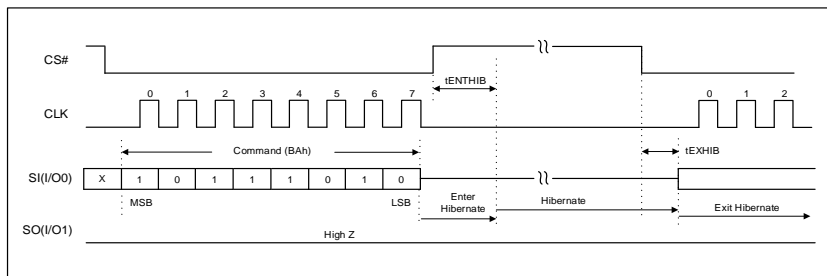 CS#
tENTHIB
0 1 2 3 4 5 6 7 0 1 2
CLK
Command (BAh)
tEXHIB
SI(I/O0) X 1 0 1 1 1 0 1 0
MSB LSB
Enter
Hibernate
Hibernate
Exit Hibernate
SO(I/O1)
High Z